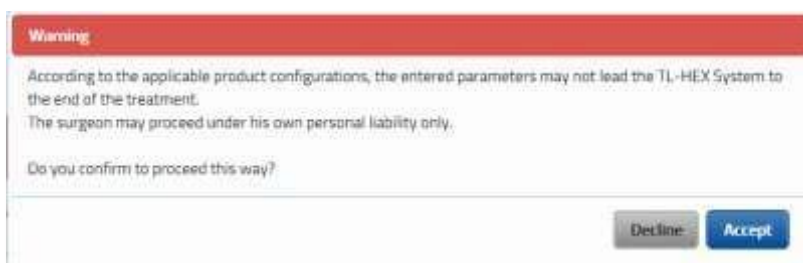 Warning
According to the applicable product configurations, the entered parameters may not lead the TL-HEX System to
the end of the treatment.
The surgeon may proceed under his own personal liability only.
Do you confirm to proceed this way?
Decline Accept